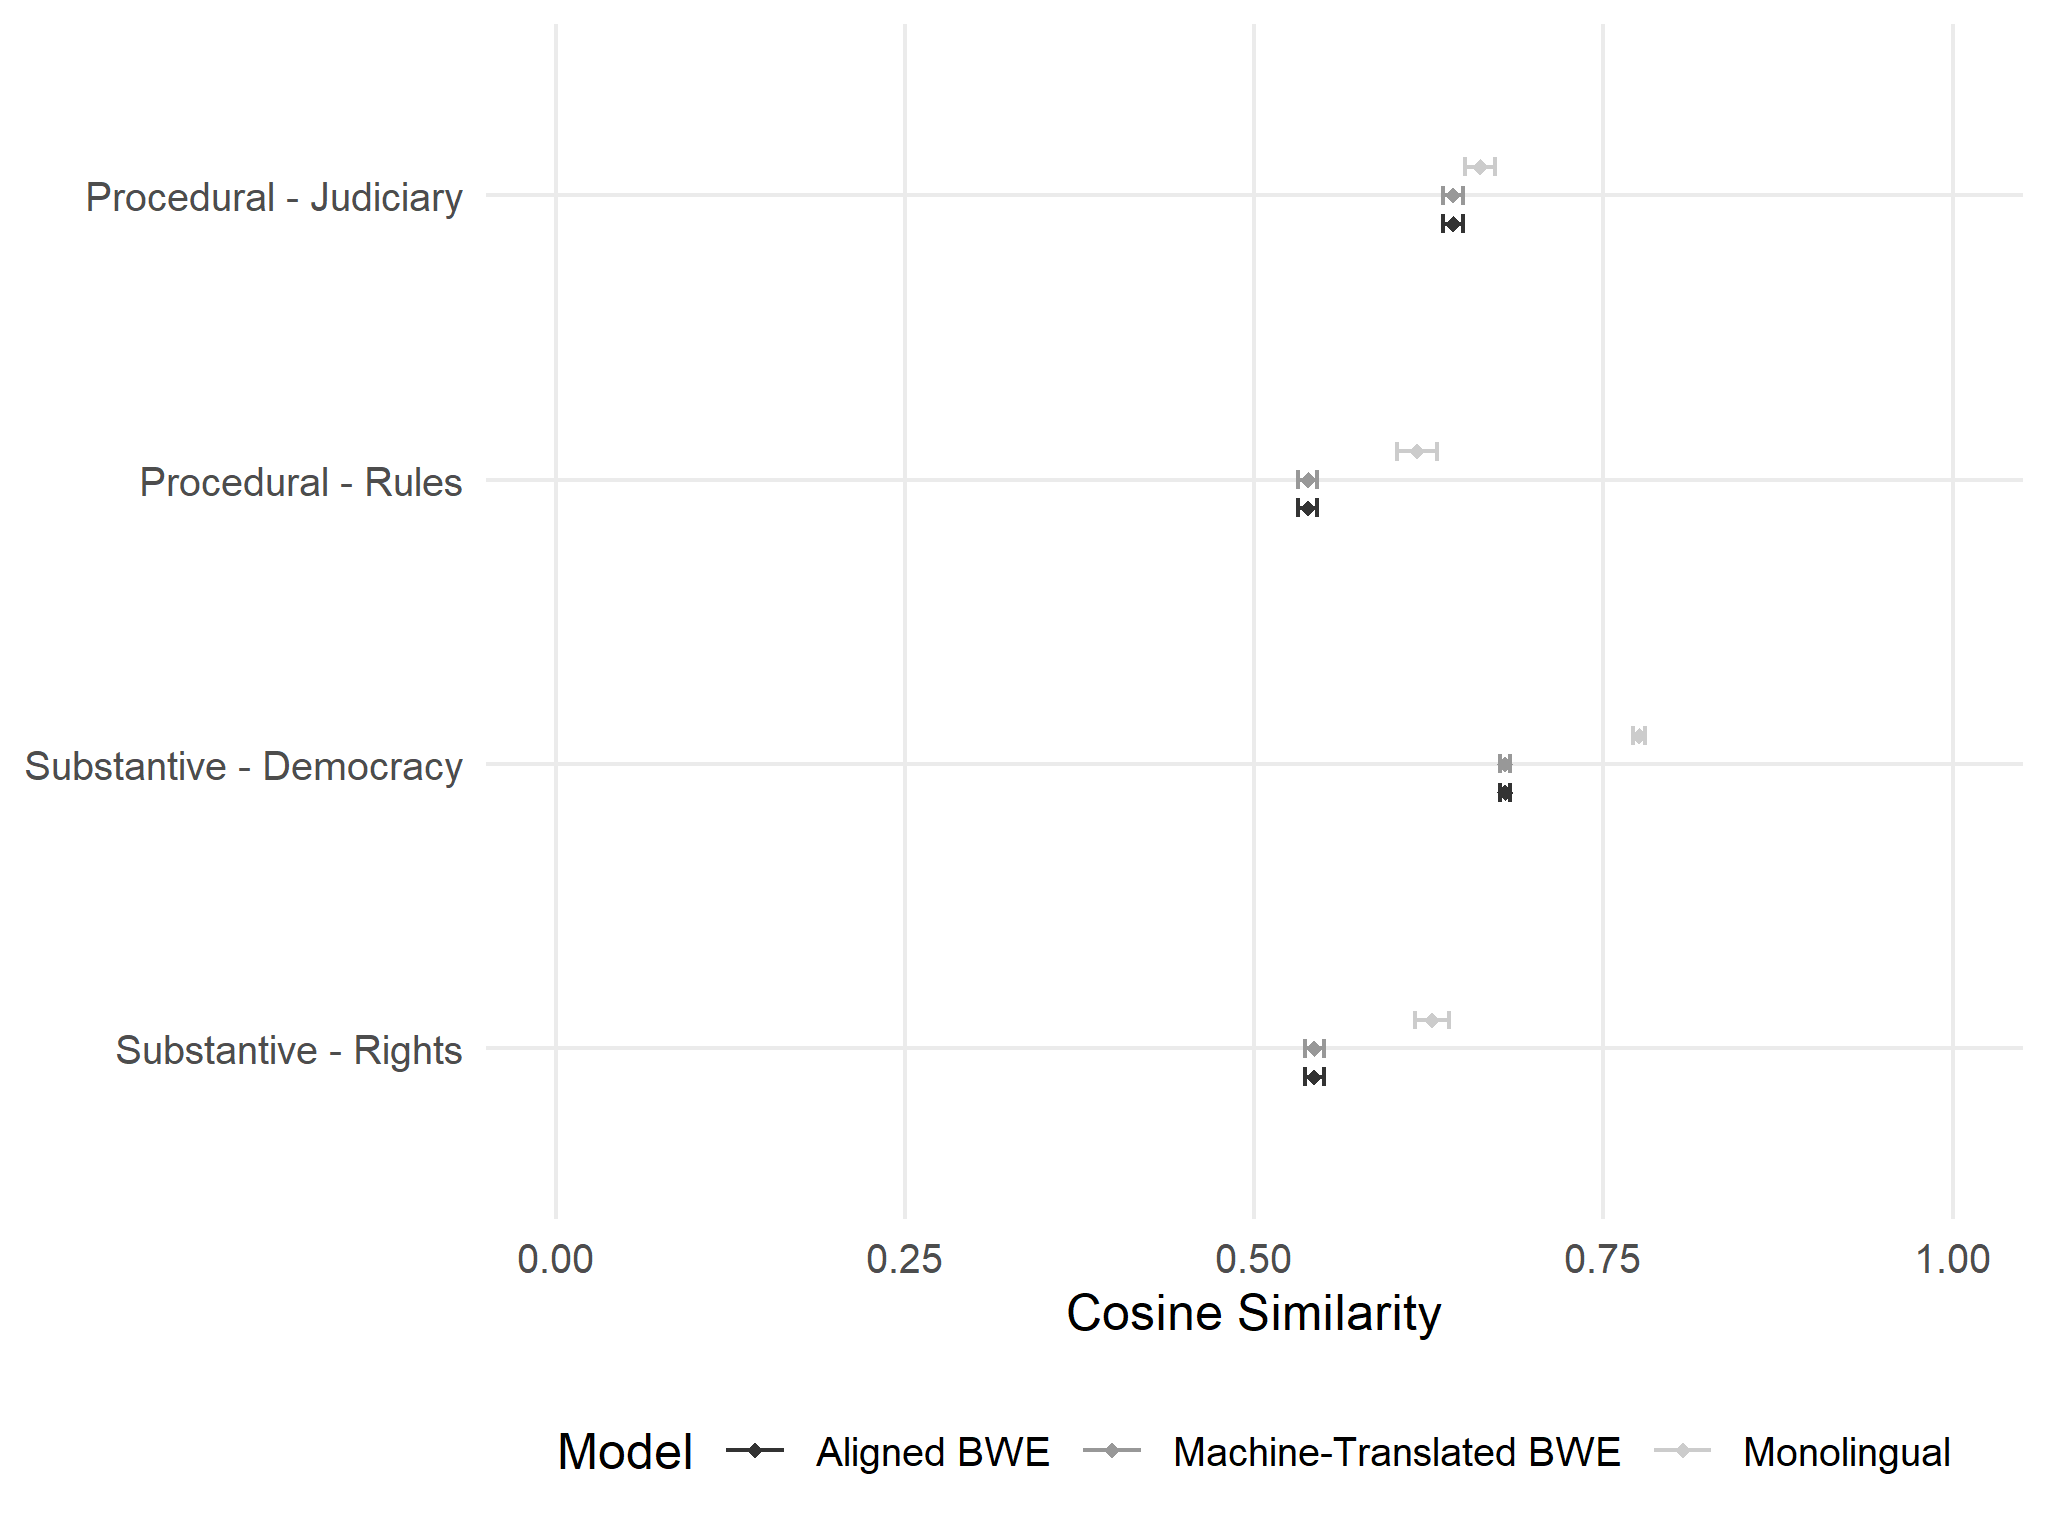 Procedural - Judiciary
Procedural - Rules
Substantive - Democracy
Substantive - Rights
0.00 0.25 0.50 0.75 1.00
Cosine Similarity
Model Aligned BWE Machine-Translated BWE Monolingual